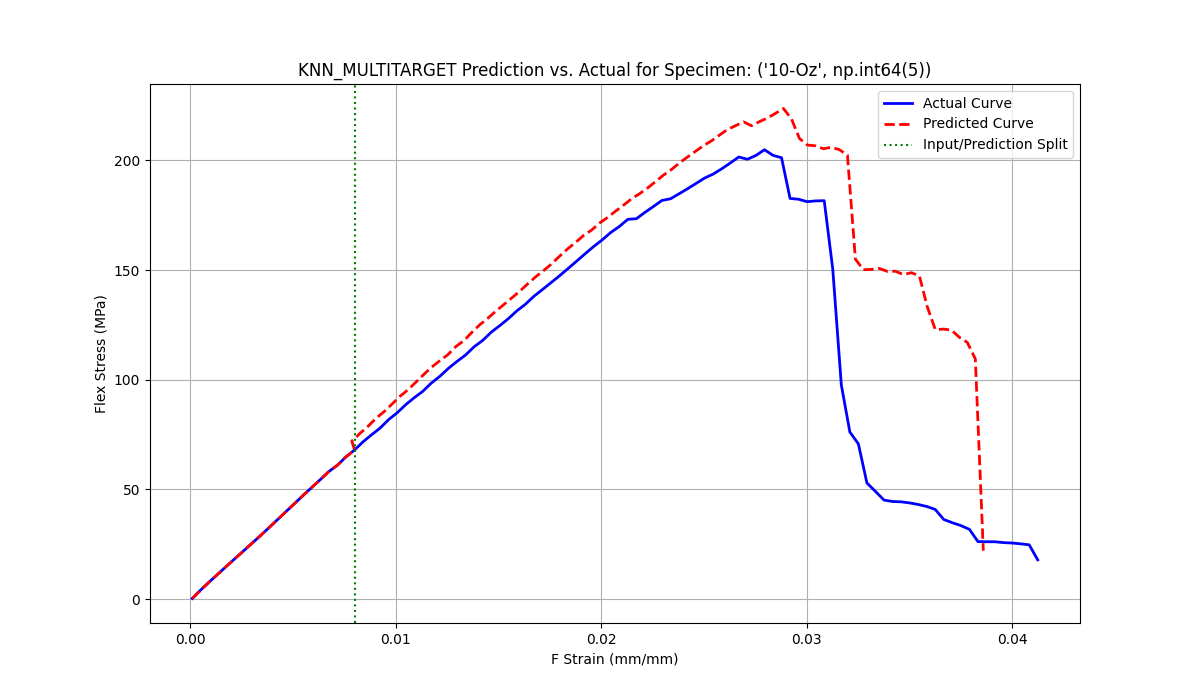 KNN_MULTITARGET Prediction vs. Actual for Specimen: ('10-Oz', np.int64(5))
Actual Curve
Predicted Curve
Input/Prediction Split
Flex Stress (MPa)
200
150
100
50
0
0.00 0.01 0.02 0.03 0.04
F Strain (mm/mm)